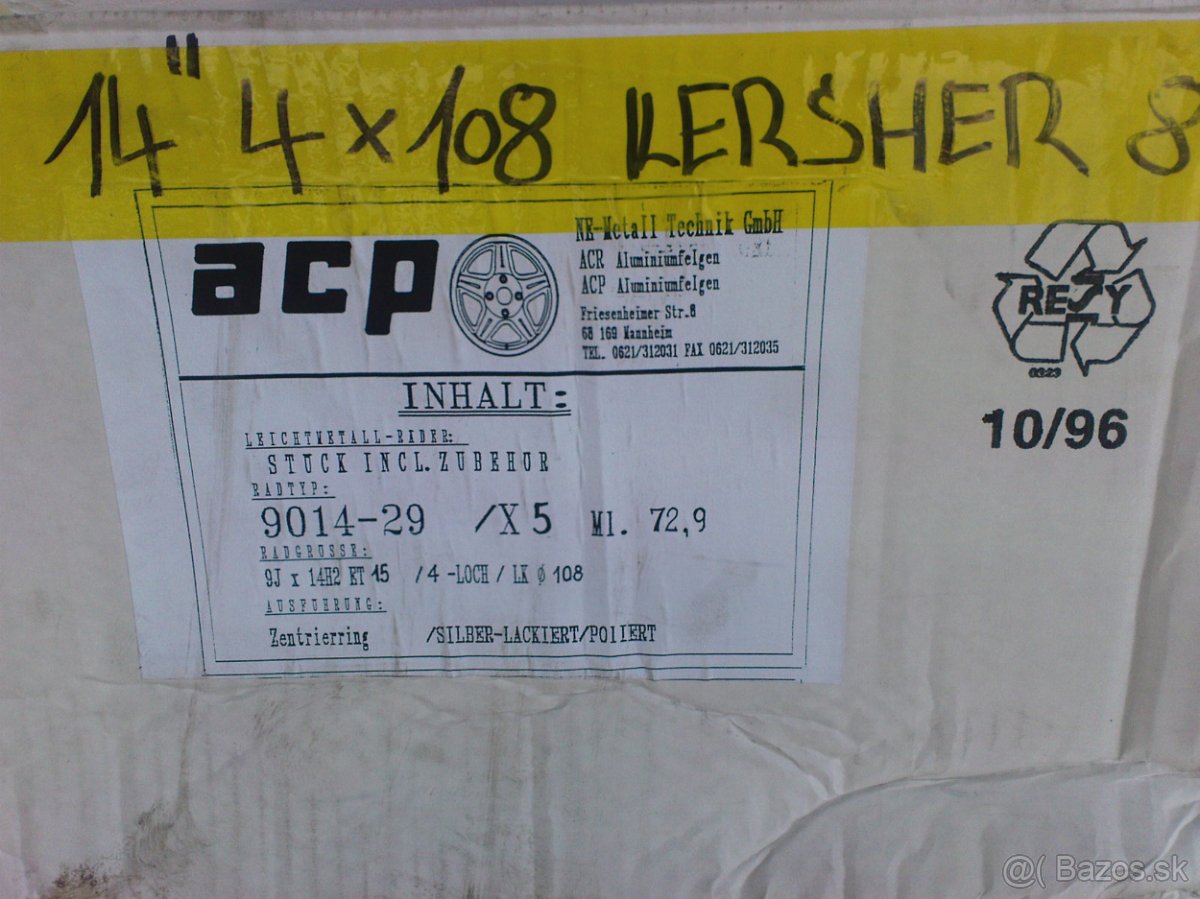 14" 4x108 KERSHER 8
acp
NE-Metall Technik GmbH
ACR Aluminiumfelgen
ACP Aluminiumfelgen
Friesenheimer Str.8
68 169 Mannheim
TEL. 0621/312031 FAX 0621/312035
RESY
0323
10/96
INHALT:
LEICHTMETALL-RÄDER:
STÜCK INCL. ZUBEHÖR
RADTYP:
9014-29 /X5 Ml. 72,9
RADGRÖSSE:
9J x 14H2 ET 15 /4 -LOCH / LK ϕ 108
AUSFÜHRUNG:
Zentrierring /SILBER-LACKIERT/POlIERT
@( Bazos.sk